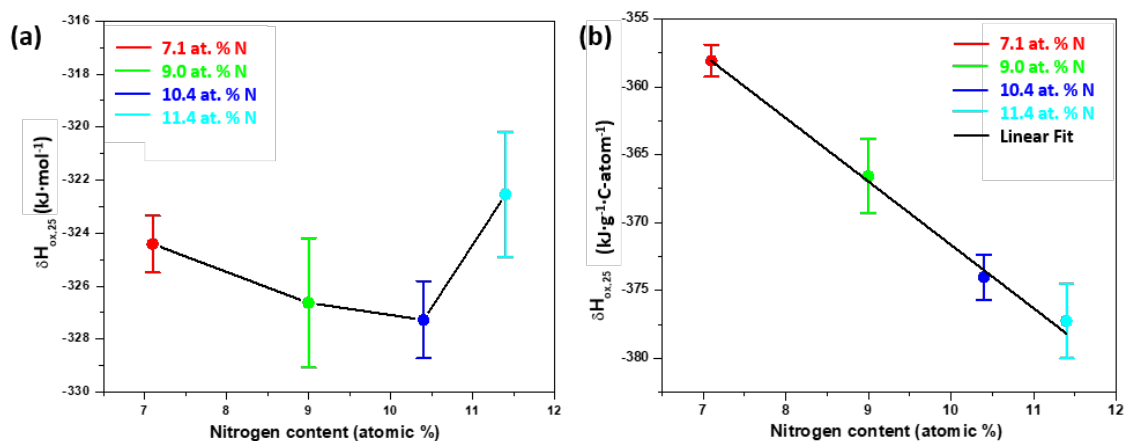 (a)
-316
-318
-320
-322
-324
-326
-328
-330
δH_ox,25 (kJ·mol⁻¹)
7.1 at. % N
9.0 at. % N
10.4 at. % N
11.4 at. % N
7 8 9 10 11 12
Nitrogen content (atomic %)
(b)
-355
-360
-365
-370
-375
-380
δH_ox,25 (kJ·g⁻¹·C-atom⁻¹)
7.1 at. % N
9.0 at. % N
10.4 at. % N
11.4 at. % N
Linear Fit
7 8 9 10 11 12
Nitrogen content (atomic %)